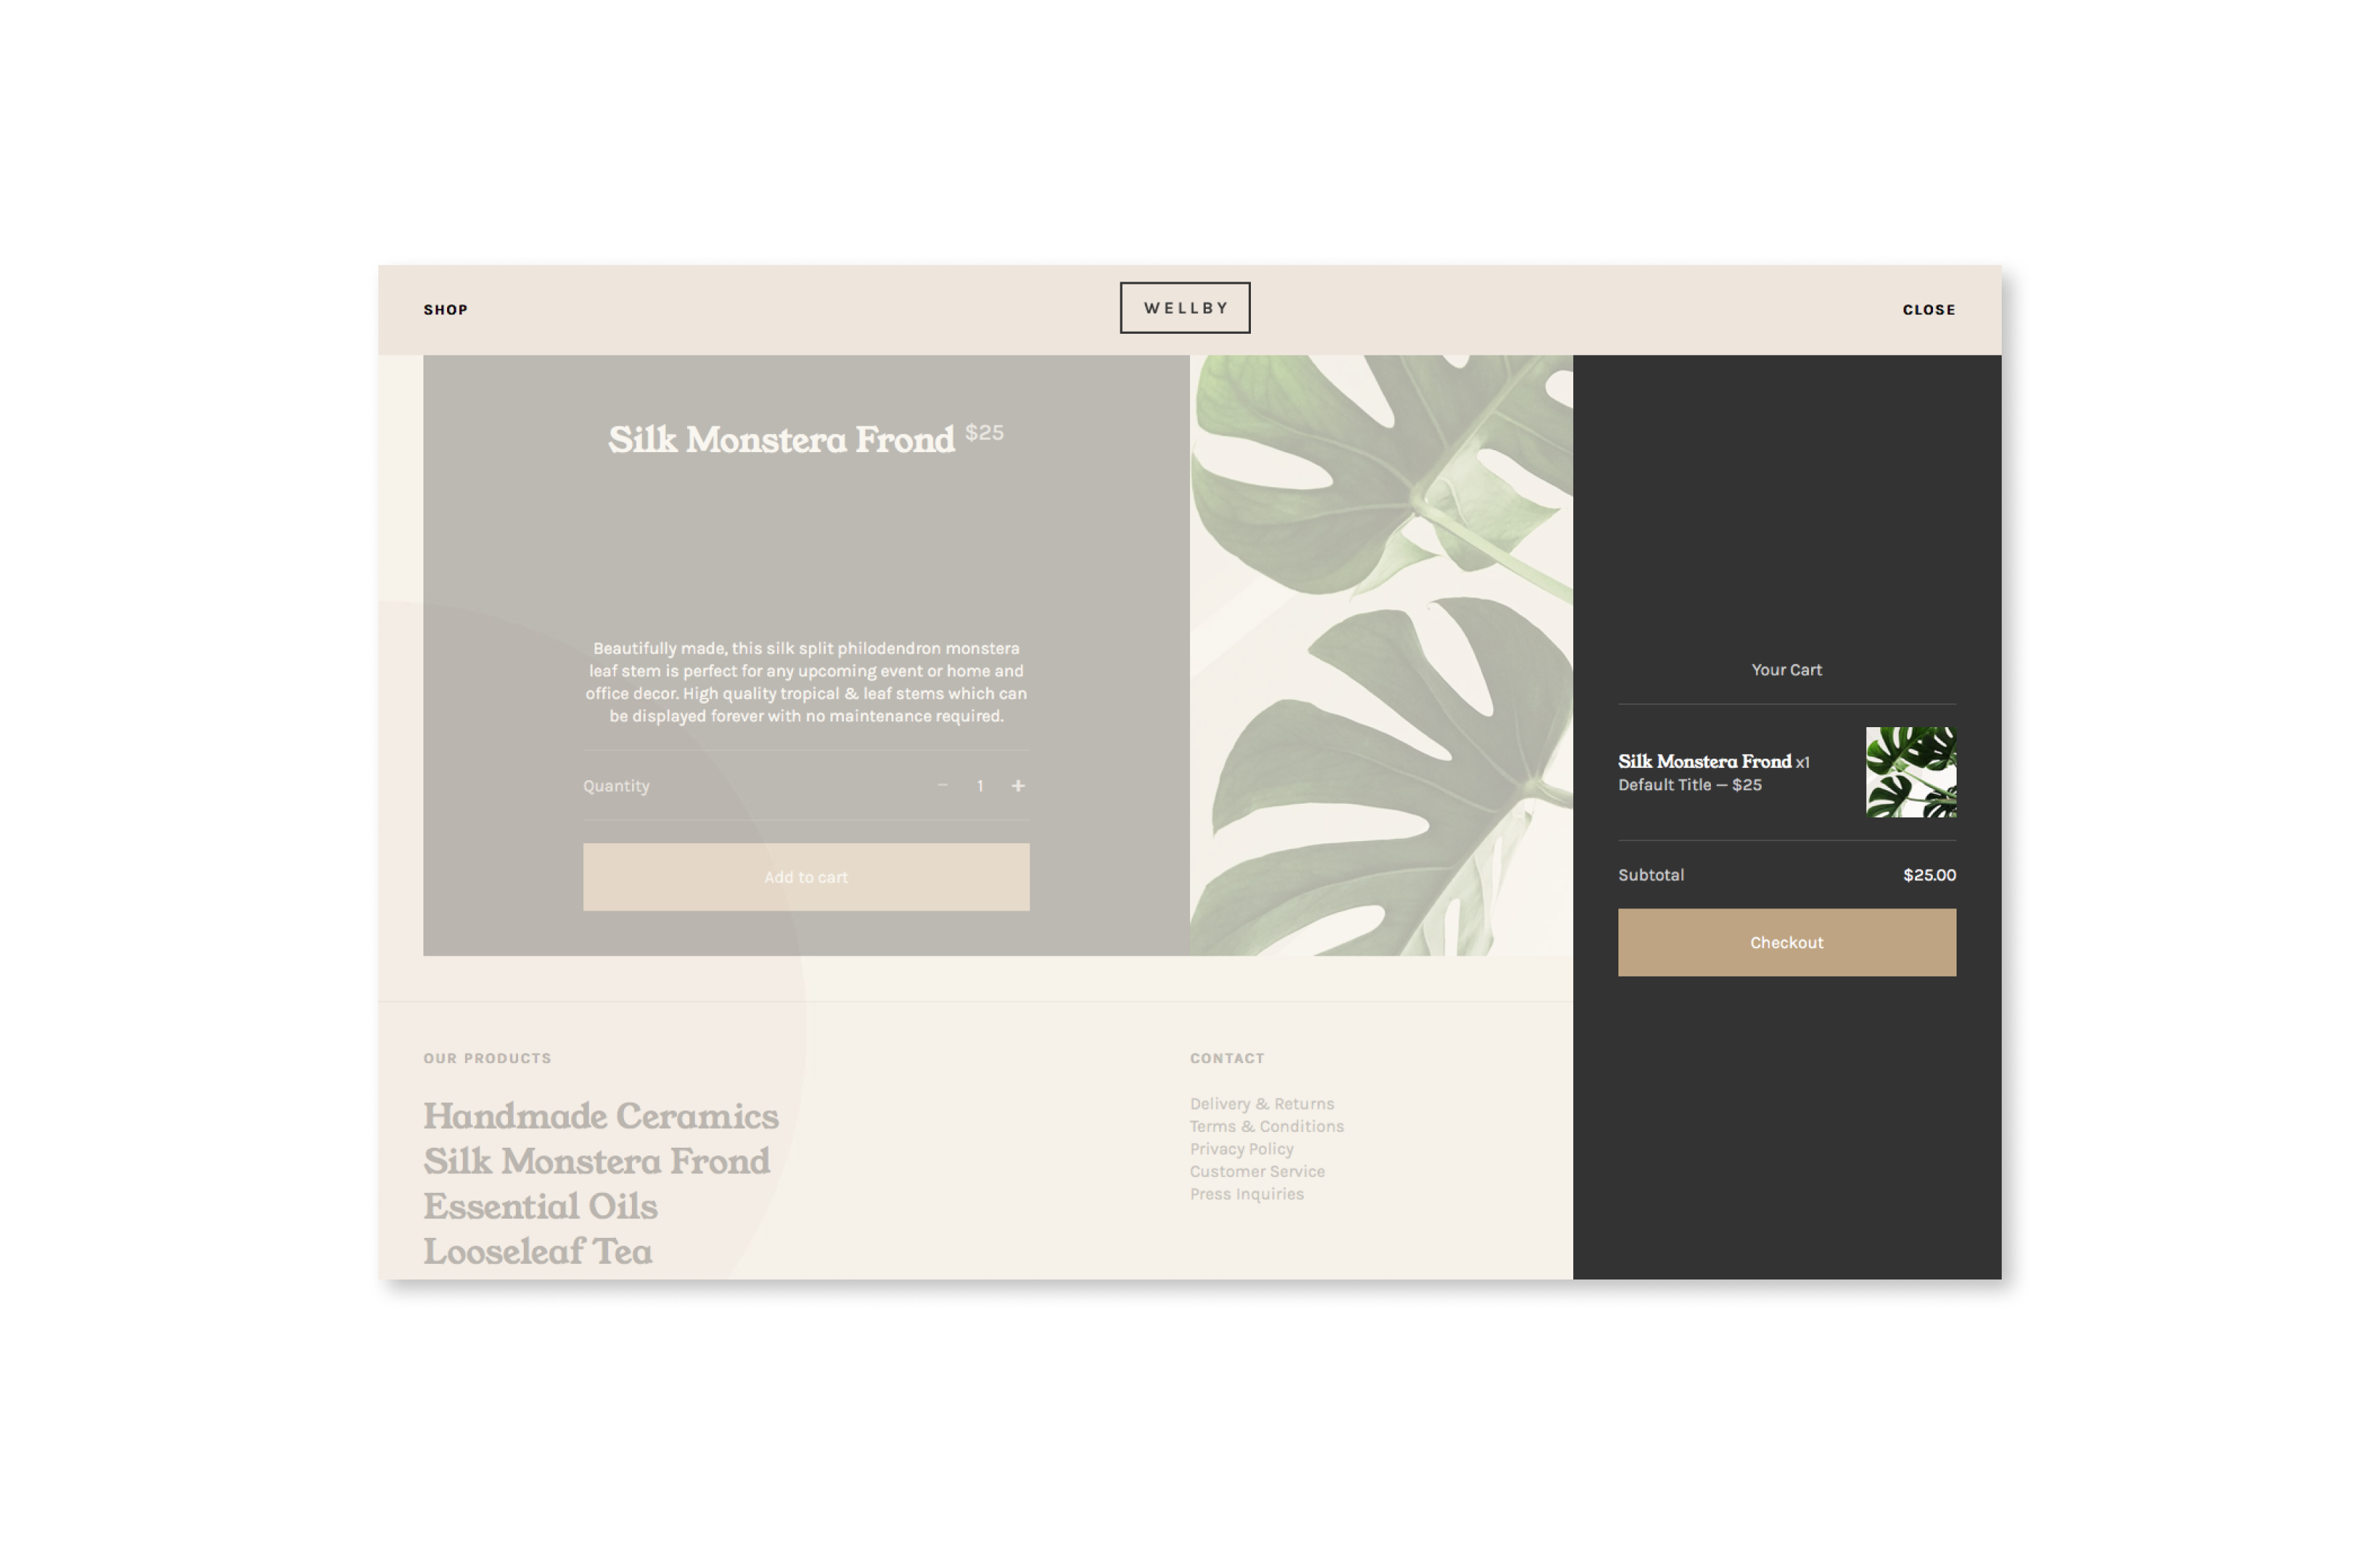 SHOP
WELLBY
CLOSE
Silk Monstera Frond $25
Beautifully made, this silk split philodendron monstera
leaf stem is perfect for any upcoming event or home and
office decor. High quality tropical & leaf stems which can
be displayed forever with no maintenance required.
Quantity − 1 +
Add to cart
Your Cart
Silk Monstera Frond x1
Default Title — $25
Subtotal $25.00
Checkout
OUR PRODUCTS
Handmade Ceramics
Silk Monstera Frond
Essential Oils
Looseleaf Tea
CONTACT
Delivery & Returns
Terms & Conditions
Privacy Policy
Customer Service
Press Inquiries